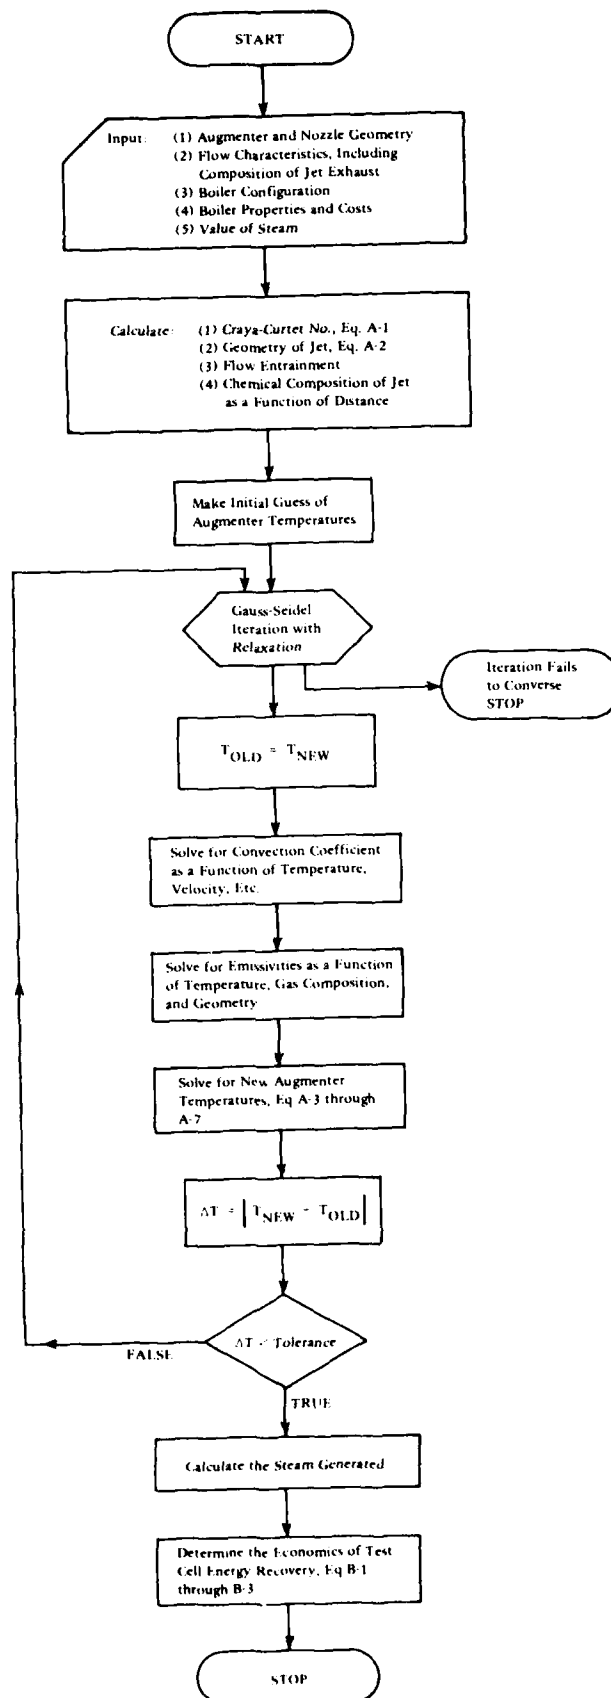 START
Input: (1) Augmenter and Nozzle Geometry
(2) Flow Characteristics, Including
Composition of Jet Exhaust
(3) Boiler Configuration
(4) Boiler Properties and Costs
(5) Value of Steam
Calculate: (1) Craya-Curtet No., Eq. A-1
(2) Geometry of Jet, Eq. A-2
(3) Flow Entrainment
(4) Chemical Composition of Jet
as a Function of Distance
Make Initial Guess of
Augmenter Temperatures
Gauss-Seidel
Iteration with
Relaxation
Iteration Fails
to Converse
STOP
T_OLD = T_NEW
Solve for Convection Coefficient
as a Function of Temperature,
Velocity, Etc.
Solve for Emissivities as a Function
of Temperature, Gas Composition,
and Geometry
Solve for New Augmenter
Temperatures, Eq A-3 through
A-7
ΔT = | T_NEW - T_OLD |
ΔT < Tolerance
FALSE
TRUE
Calculate the Steam Generated
Determine the Economics of Test
Cell Energy Recovery, Eq B-1
through B-3
STOP